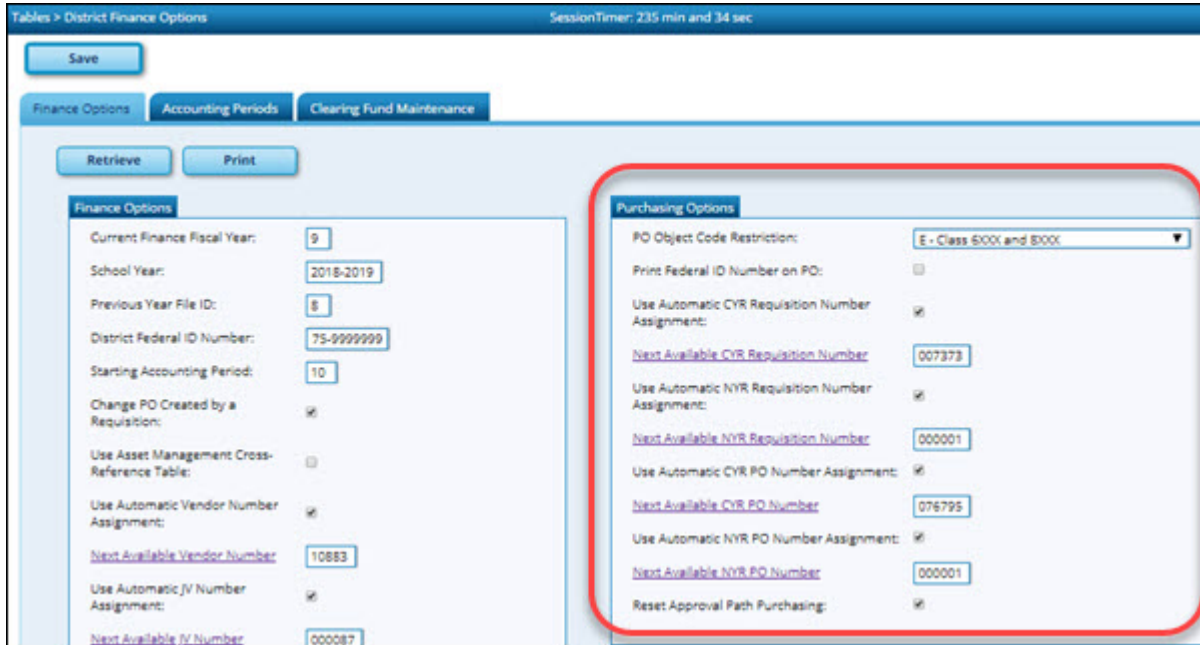 Tables > District Finance Options
SessionTimer: 235 min and 34 sec
Save
Finance Options
Accounting Periods
Clearing Fund Maintenance
Retrieve
Print
Finance Options
Current Finance Fiscal Year:
9
School Year:
2018-2019
Previous Year File ID:
8
District Federal ID Number:
75-9999999
Starting Accounting Period:
10
Change PO Created by a
Requisition:
Use Asset Management Cross-
Reference Table:
Use Automatic Vendor Number
Assignment:
Next Available Vendor Number
10883
Use Automatic JV Number
Assignment:
Next Available JV Number
000087
Purchasing Options
PO Object Code Restriction:
E - Class 6XXX and 8XXX
Print Federal ID Number on PO:
Use Automatic CYR Requisition Number
Assignment:
Next Available CYR Requisition Number
007373
Use Automatic NYR Requisition Number
Assignment:
Next Available NYR Requisition Number
000001
Use Automatic CYR PO Number Assignment:
Next Available CYR PO Number
076795
Use Automatic NYR PO Number Assignment:
Next Available NYR PO Number
000001
Reset Approval Path Purchasing: